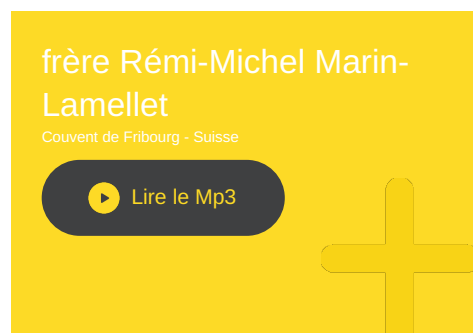 frère Rémi-Michel Marin-
Lamellet
Couvent de Fribourg - Suisse
Lire le Mp3